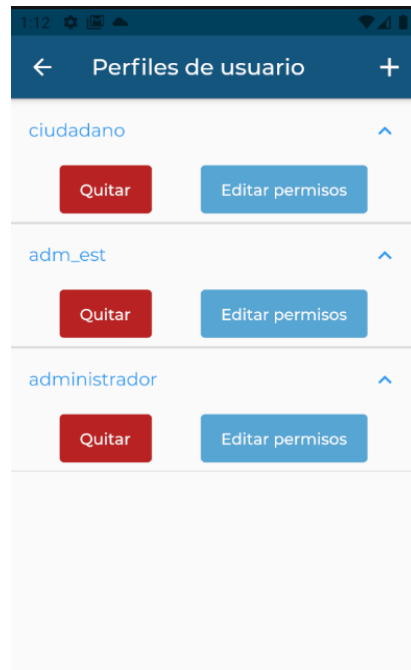 1:12
Perfiles de usuario
ciudadano
Quitar Editar permisos
adm_est
Quitar Editar permisos
administrador
Quitar Editar permisos